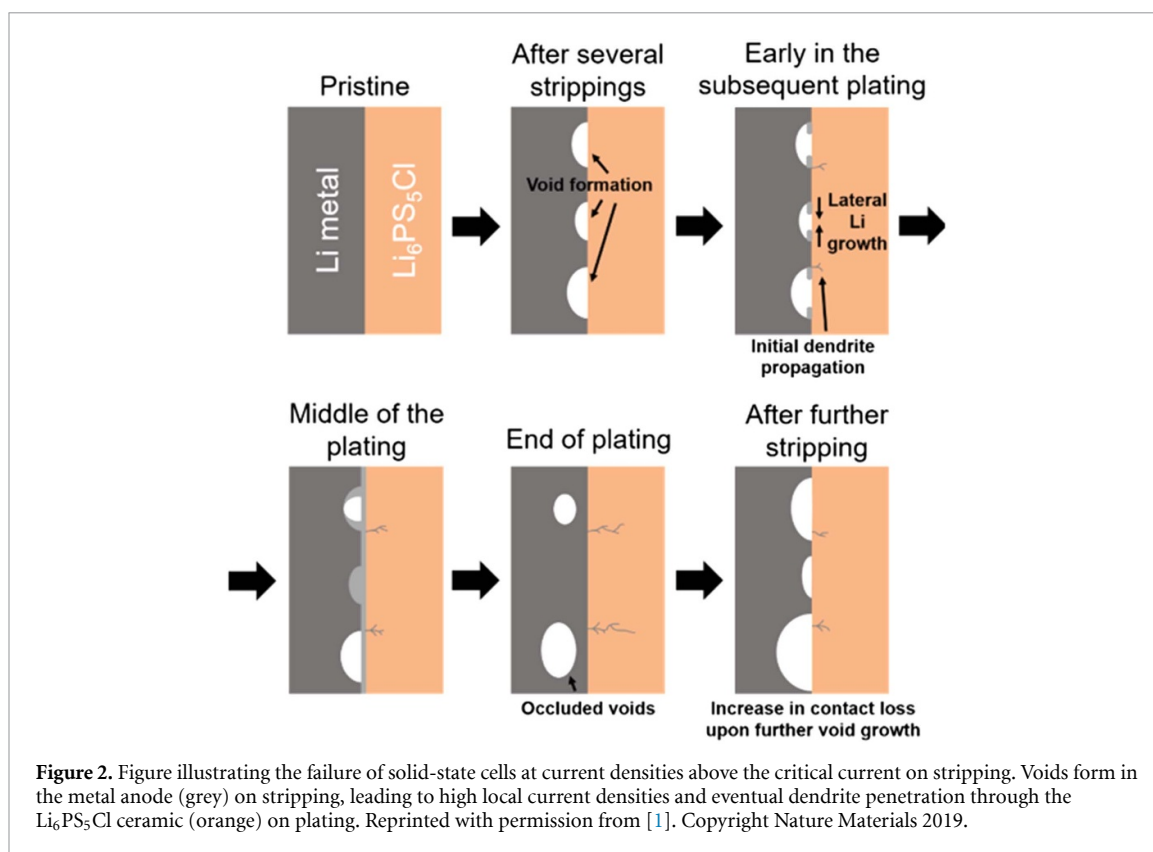 Pristine
After several
strippings
Early in the
subsequent plating
Li metal
Li₆PS₅Cl
Void formation
Lateral
Li
growth
Initial dendrite
propagation
Middle of the
plating
End of plating
After further
stripping
Occluded voids
Increase in contact loss
upon further void growth
Figure 2. Figure illustrating the failure of solid-state cells at current densities above the critical current on stripping. Voids form in
the metal anode (grey) on stripping, leading to high local current densities and eventual dendrite penetration through the
Li₆PS₅Cl ceramic (orange) on plating. Reprinted with permission from [1]. Copyright Nature Materials 2019.